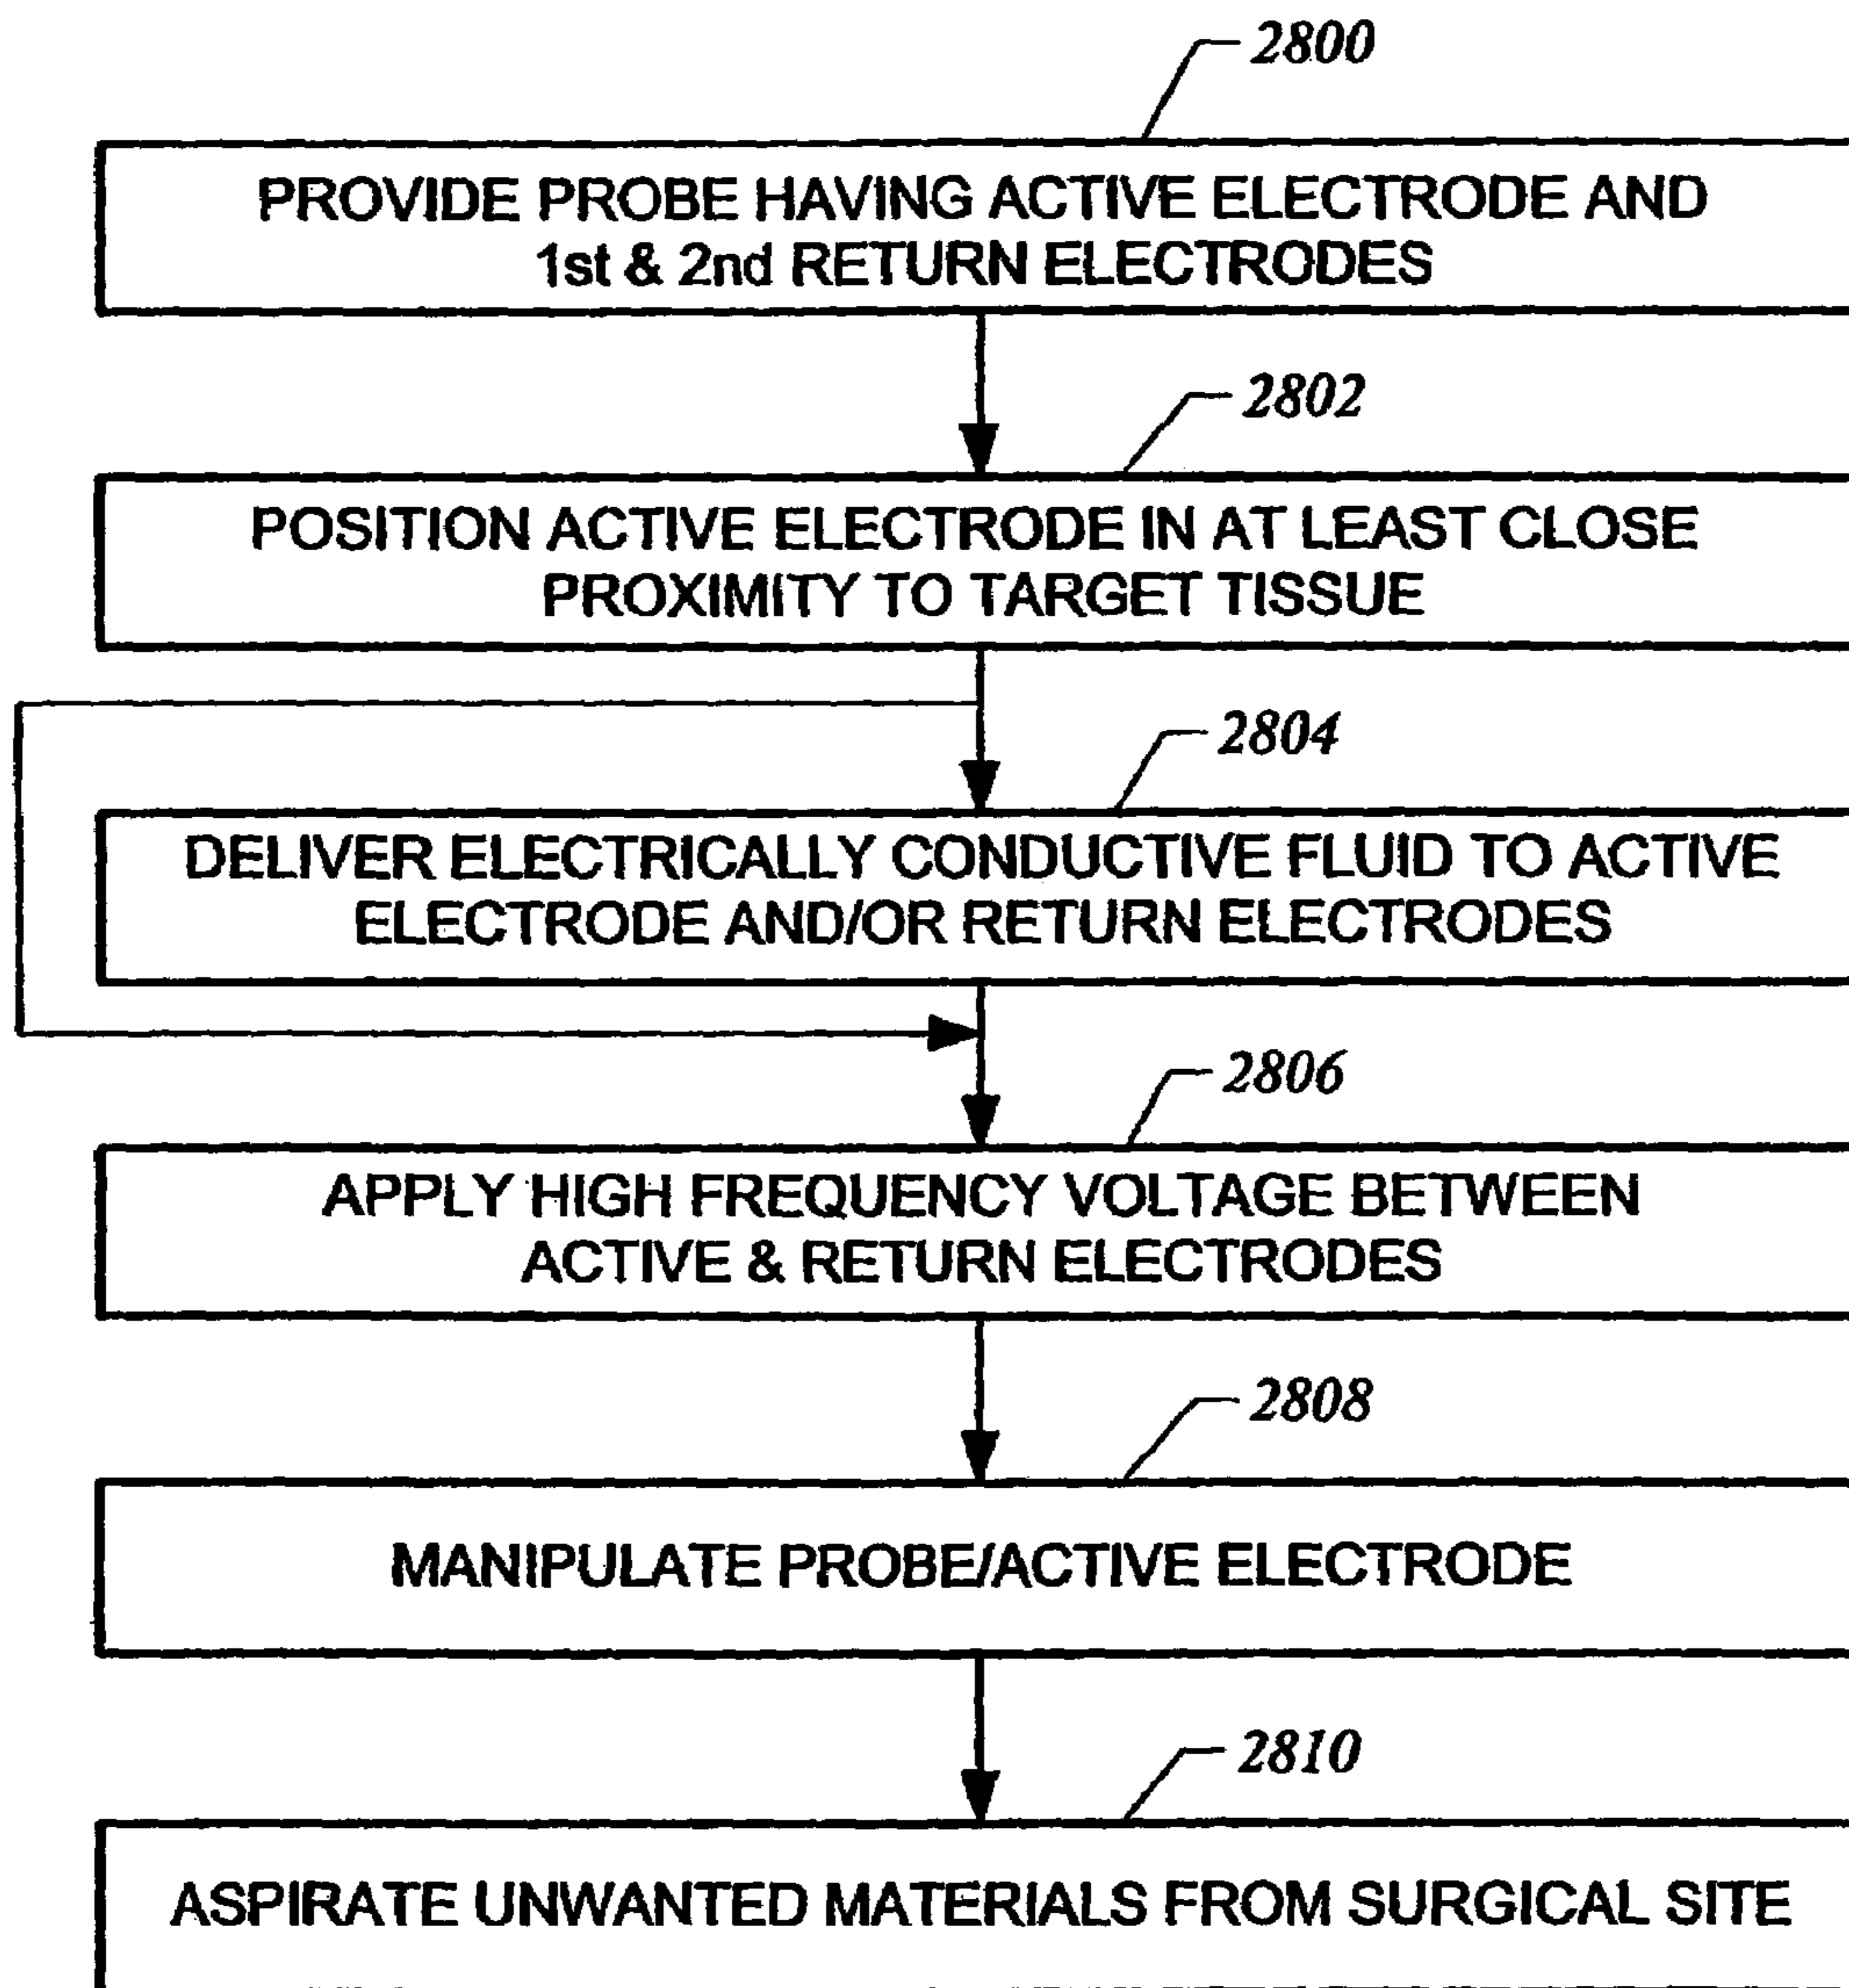 2800
PROVIDE PROBE HAVING ACTIVE ELECTRODE AND
1st & 2nd RETURN ELECTRODES
2802
POSITION ACTIVE ELECTRODE IN AT LEAST CLOSE
PROXIMITY TO TARGET TISSUE
2804
DELIVER ELECTRICALLY CONDUCTIVE FLUID TO ACTIVE
ELECTRODE AND/OR RETURN ELECTRODES
2806
APPLY HIGH FREQUENCY VOLTAGE BETWEEN
ACTIVE & RETURN ELECTRODES
2808
MANIPULATE PROBE/ACTIVE ELECTRODE
2810
ASPIRATE UNWANTED MATERIALS FROM SURGICAL SITE